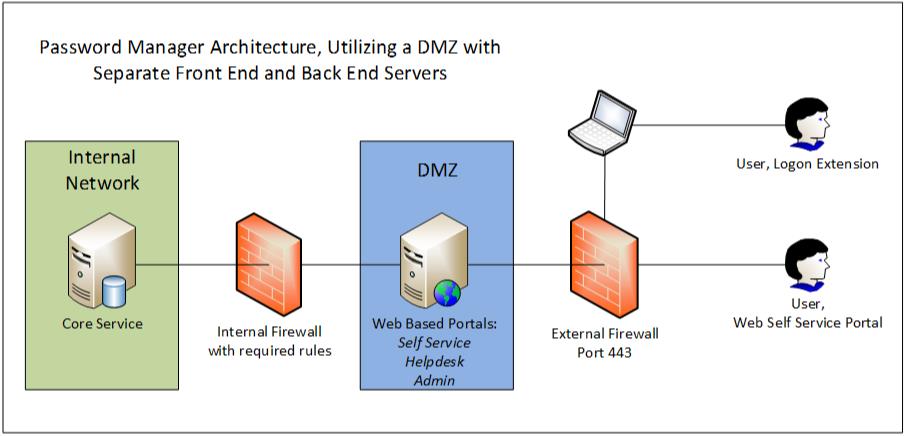 Password Manager Architecture, Utilizing a DMZ with
Separate Front End and Back End Servers
Internal
Network
Core Service
Internal Firewall
with required rules
DMZ
Web Based Portals:
Self Service
Helpdesk
Admin
External Firewall
Port 443
User, Logon Extension
User,
Web Self Service Portal